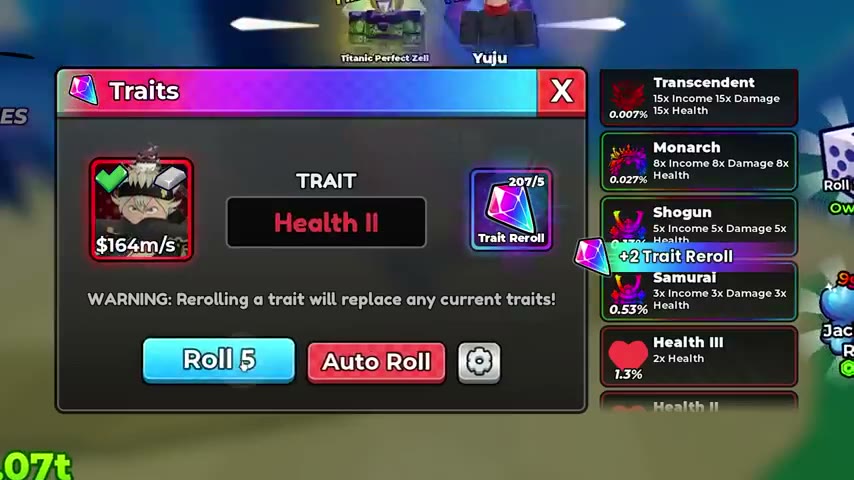 Titanic Perfect Zell
Yuju
ES
Traits
X
$164m/s
TRAIT
Health II
207/5
Trait Reroll
WARNING: Rerolling a trait will replace any current traits!
Roll 5
Auto Roll
Transcendent
15x Income 15x Damage
15x Health
0.007%
Monarch
8x Income 8x Damage 8x
Health
0.027%
Shogun
5x Income 5x Damage 5x
Health
+2 Trait Reroll
Samurai
3x Income 3x Damage 3x
Health
0.53%
Health III
2x Health
1.3%
Health II
Roll
Ow
Jac
R
.07t